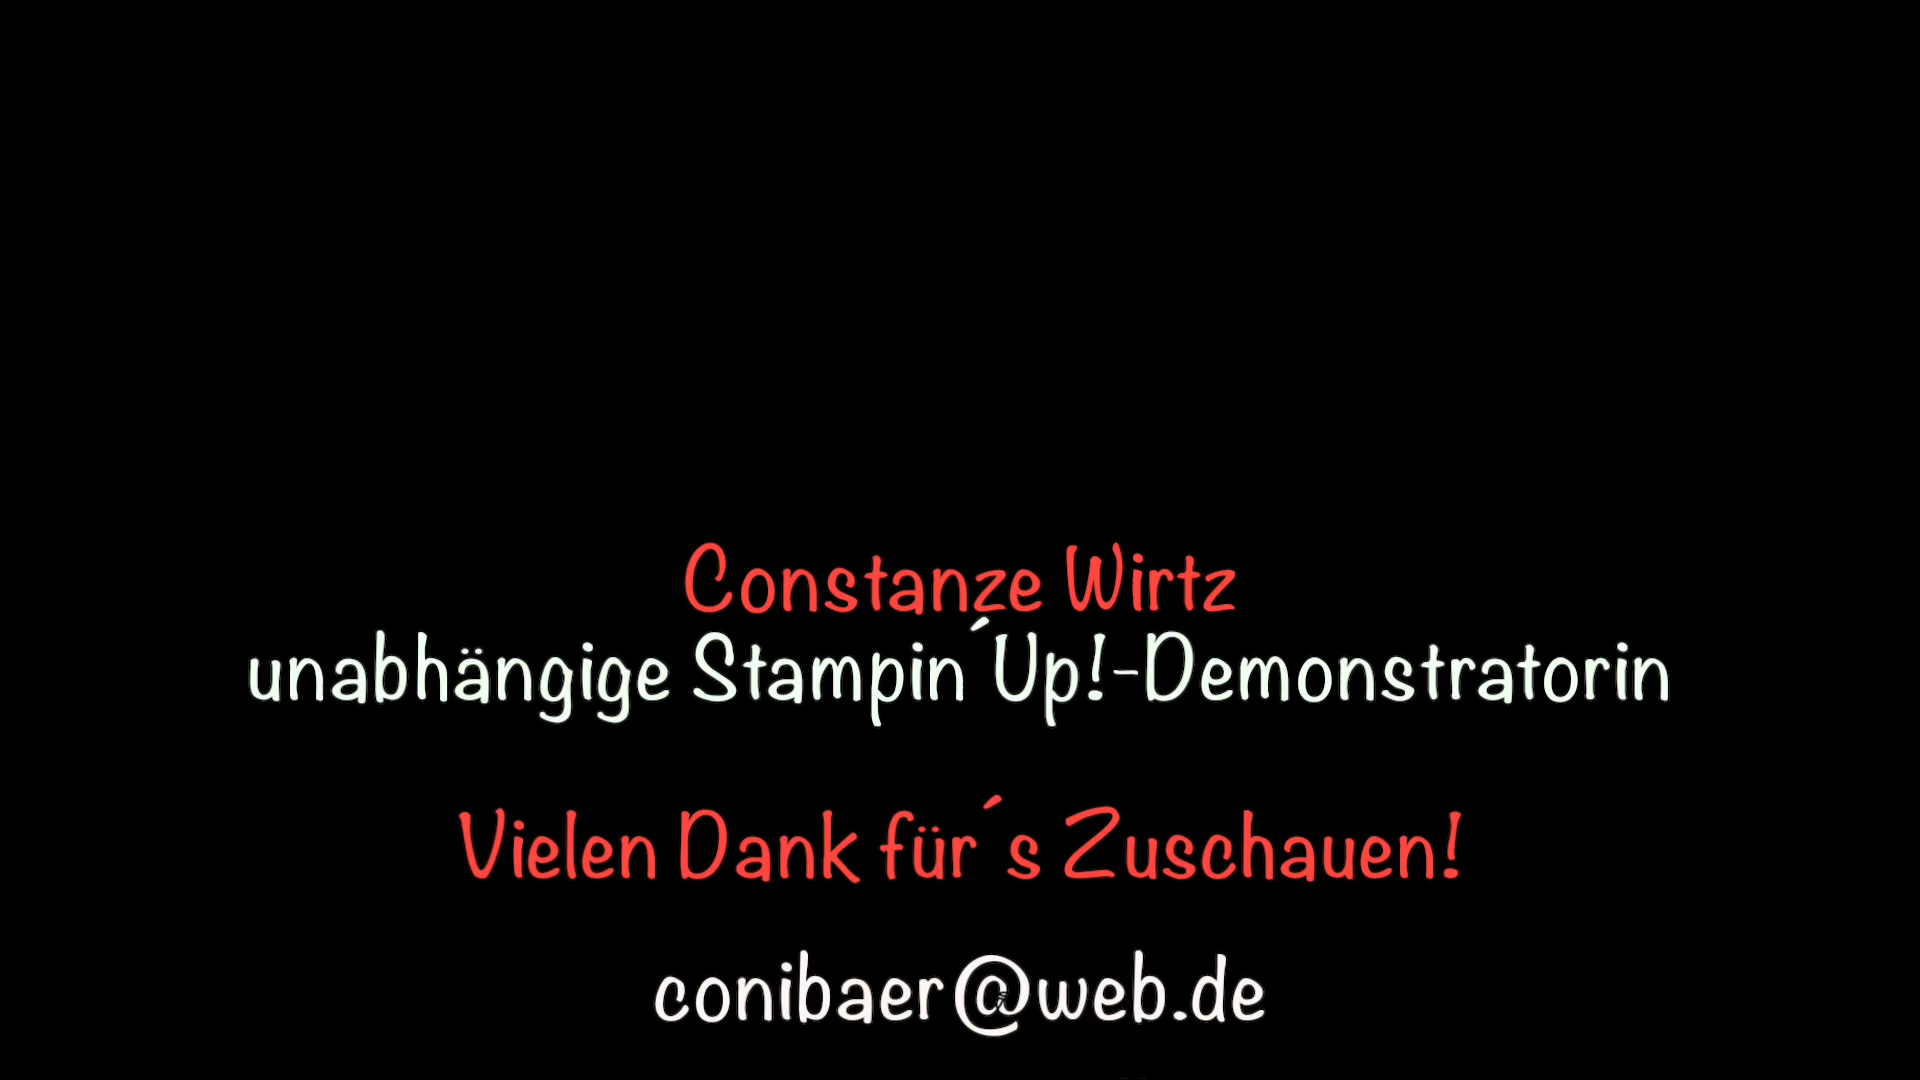 Constanze Wirtz
unabhängige Stampin´Up!-Demonstratorin
Vielen Dank für´s Zuschauen!
conibaer@web.de